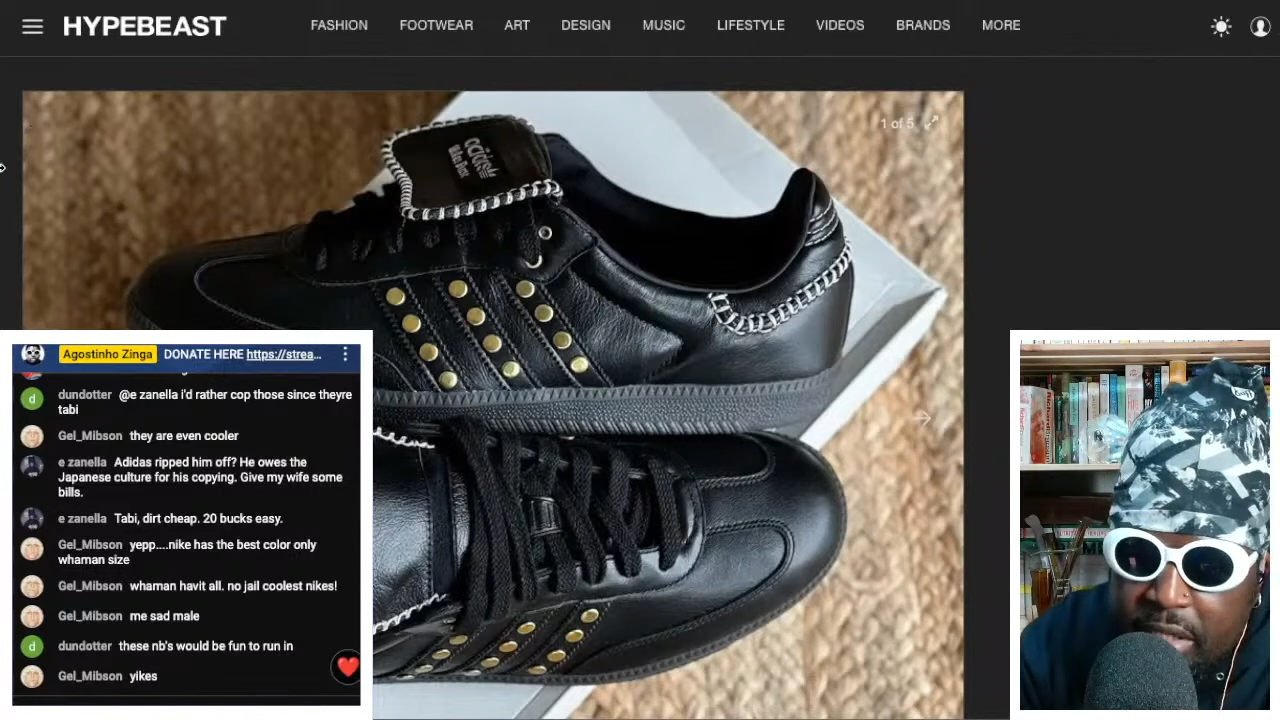 HYPEBEAST
FASHION FOOTWEAR ART DESIGN MUSIC LIFESTYLE VIDEOS BRANDS MORE
1 of 5
adidas
Agostinho Zinga DONATE HERE https://strea...
dundotter @e zanella i'd rather cop those since theyre
tabi
Gel_Mibson they are even cooler
e zanella Adidas ripped him off? He owes the
Japanese culture for his copying. Give my wife some
bills.
e zanella Tabi, dirt cheap. 20 bucks easy.
Gel_Mibson yepp....nike has the best color only
whaman size
Gel_Mibson whaman havit all. no jail coolest nikes!
Gel_Mibson me sad male
d dundotter these nb's would be fun to run in
Gel_Mibson yikes